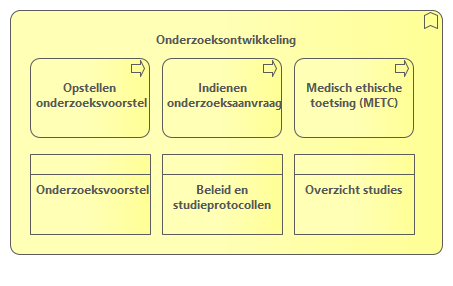 Onderzoeksontwikkeling
Opstellen
onderzoeksvoorstel
Indienen
onderzoeksaanvraag
Medisch ethische
toetsing (METC)
Onderzoeksvoorstel
Beleid en
studieprotocollen
Overzicht studies